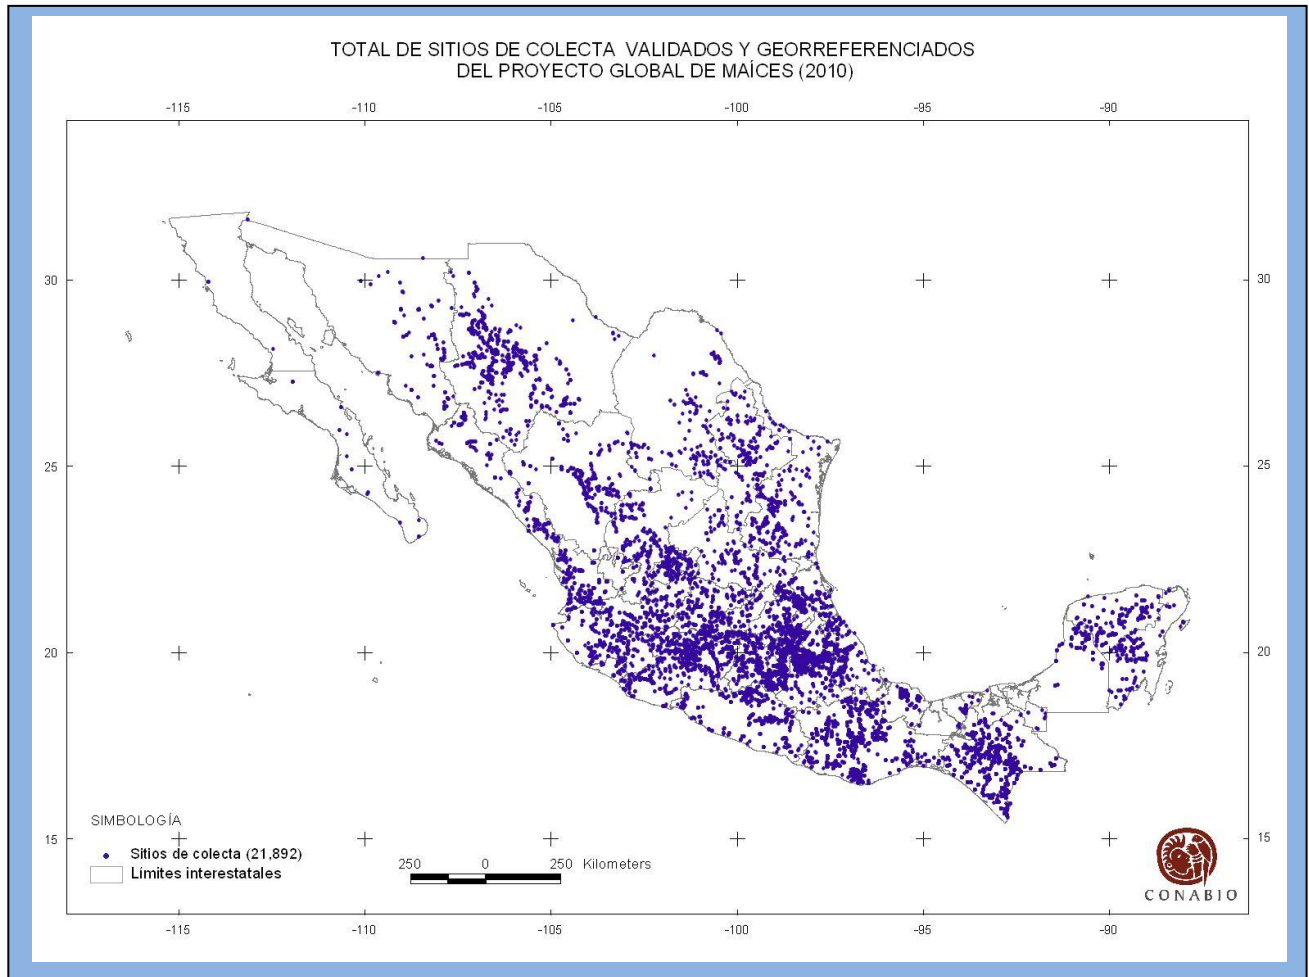 TOTAL DE SITIOS DE COLECTA VALIDADOS Y GEORREFERENCIADOS
DEL PROYECTO GLOBAL DE MAÍCES (2010)
-115 -110 -105 -100 -95 -90
30 30
25 25
20 20
15 15
SIMBOLOGÍA
Sitios de colecta (21,892)
Límites interestatales
250 0 250 Kilometers
CONABIO
-115 -110 -105 -100 -95 -90